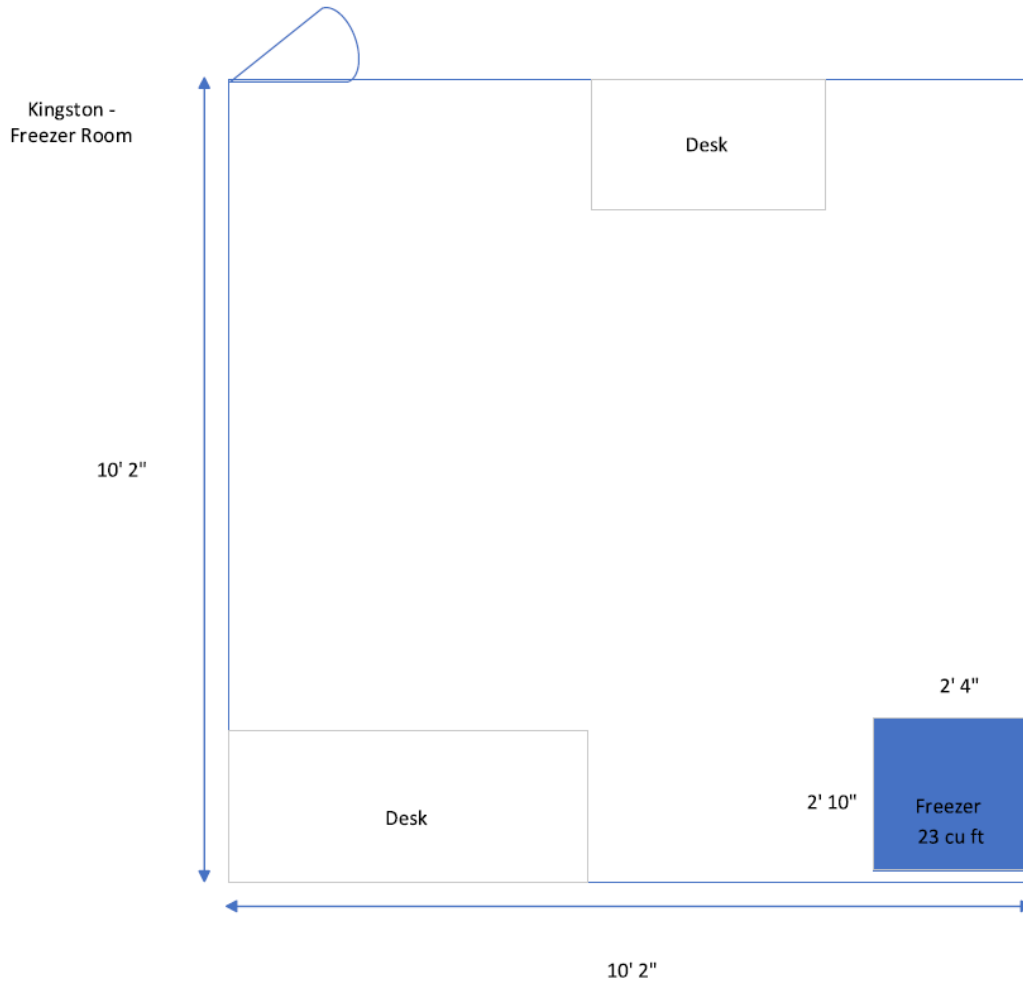 Kingston -
Freezer Room
Desk
10' 2"
2' 4"
2' 10"
Freezer
23 cu ft
Desk
10' 2"